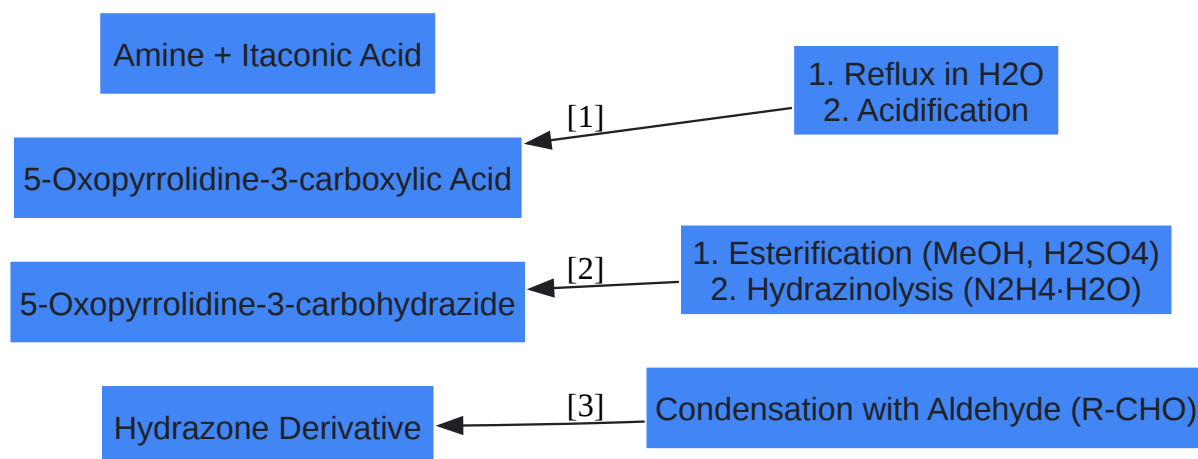 Amine + Itaconic Acid
1. Reflux in H2O
2. Acidification
[1]
5-Oxopyrrolidine-3-carboxylic Acid
1. Esterification (MeOH, H2SO4)
2. Hydrazinolysis (N2H4·H2O)
[2]
5-Oxopyrrolidine-3-carbohydrazide
Condensation with Aldehyde (R-CHO)
[3]
Hydrazone Derivative